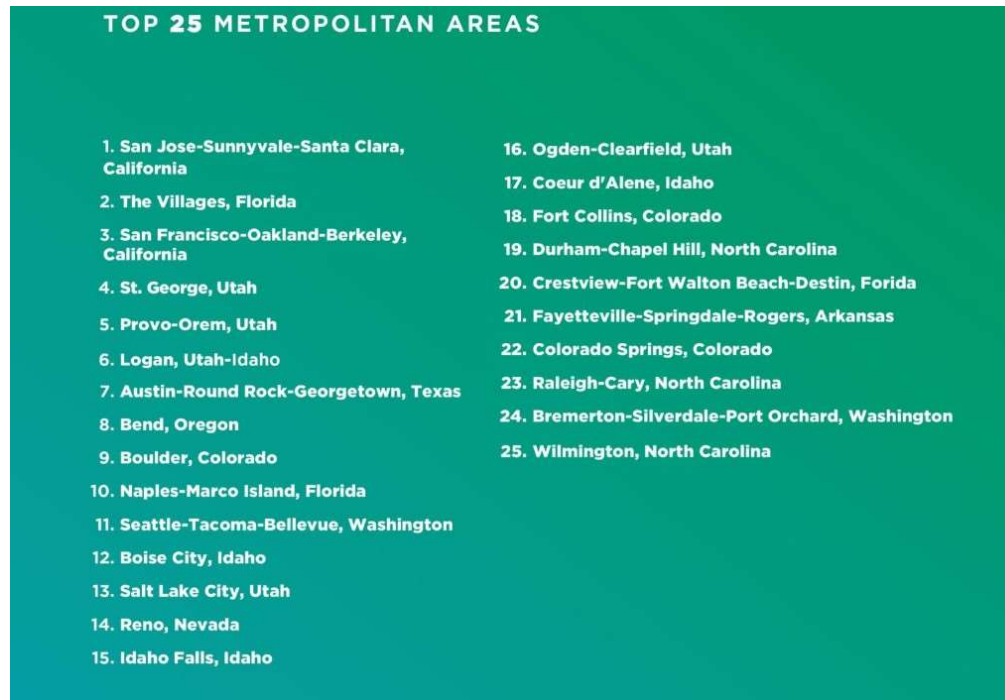 TOP 25 METROPOLITAN AREAS
1. San Jose-Sunnyvale-Santa Clara,
California
2. The Villages, Florida
3. San Francisco-Oakland-Berkeley,
California
4. St. George, Utah
5. Provo-Orem, Utah
6. Logan, Utah-Idaho
7. Austin-Round Rock-Georgetown, Texas
8. Bend, Oregon
9. Boulder, Colorado
10. Naples-Marco Island, Florida
11. Seattle-Tacoma-Bellevue, Washington
12. Boise City, Idaho
13. Salt Lake City, Utah
14. Reno, Nevada
15. Idaho Falls, Idaho
16. Ogden-Clearfield, Utah
17. Coeur d'Alene, Idaho
18. Fort Collins, Colorado
19. Durham-Chapel Hill, North Carolina
20. Crestview-Fort Walton Beach-Destin, Forida
21. Fayetteville-Springdale-Rogers, Arkansas
22. Colorado Springs, Colorado
23. Raleigh-Cary, North Carolina
24. Bremerton-Silverdale-Port Orchard, Washington
25. Wilmington, North Carolina